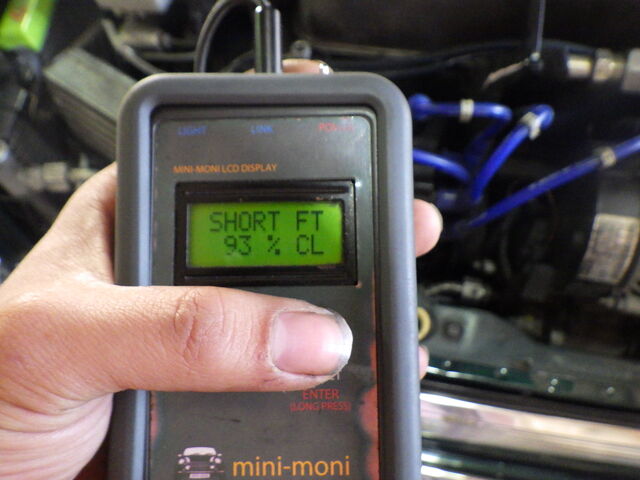 LIGHT LINK
MINI-MONI LCD DISPLAY
SHORT FT
93 % CL
ENTER
(LONG PRESS)
mini-moni